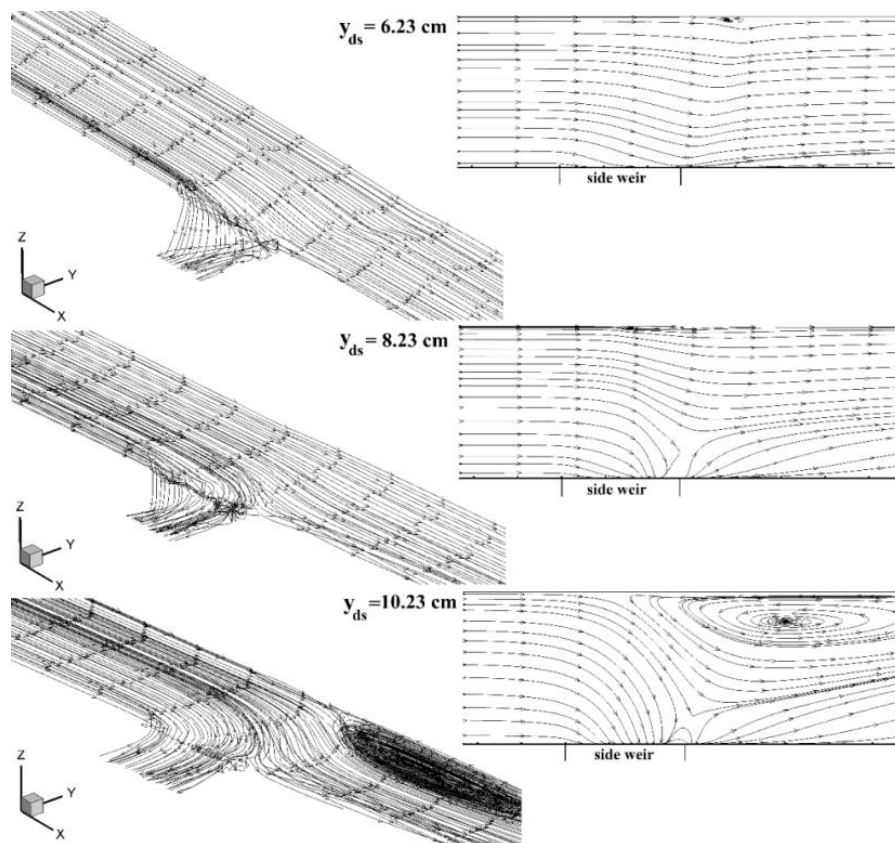 y_ds = 6.23 cm
side weir
Z
Y
X
y_ds = 8.23 cm
side weir
Z
Y
X
y_ds =10.23 cm
side weir
Z
Y
X